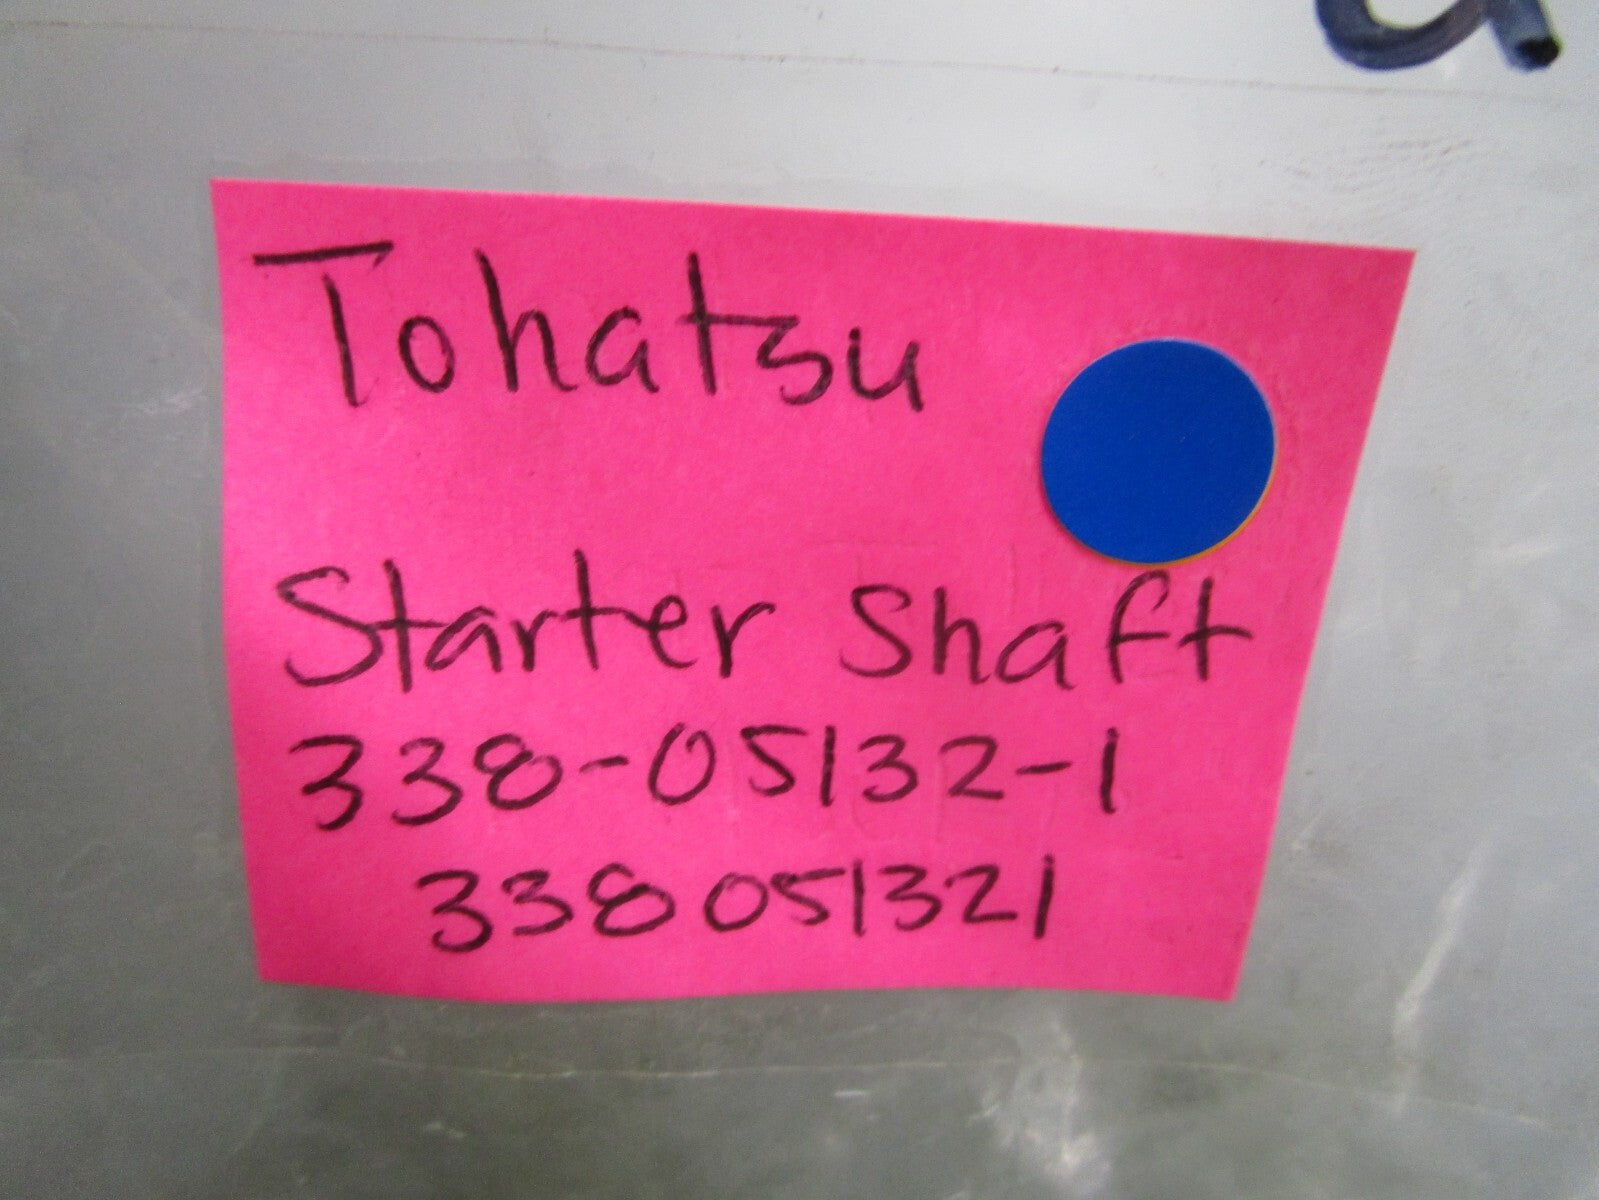 Tohatsu
Starter Shaft
338-05132-1
338051321